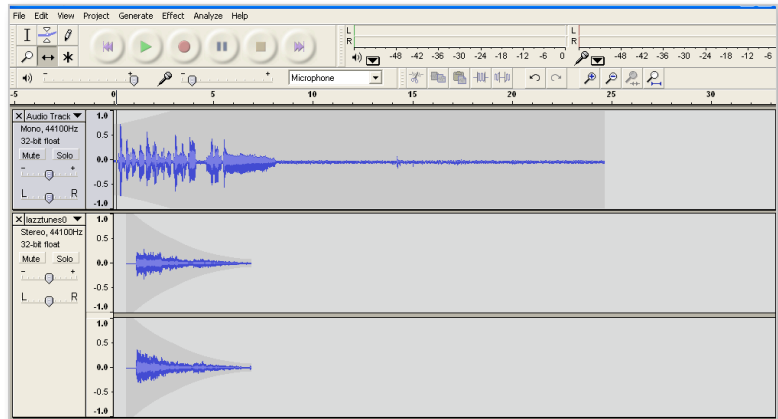 File Edit View Project Generate Effect Analyze Help
L
R
-48 -42 -36 -30 -24 -18 -12 -6 0
L
R
-48 -42 -36 -30 -24 -18 -12 -6
- + - + Microphone
-5 0 5 10 15 20 25 30
X Audio Track
Mono, 44100Hz
32-bit float
Mute Solo
- +
L R
1.0
0.5
0.0
-0.5
-1.0
X lazztunes0
Stereo, 44100Hz
32-bit float
Mute Solo
- +
L R
1.0
0.5
0.0
-0.5
-1.0
1.0
0.5
0.0
-0.5
-1.0